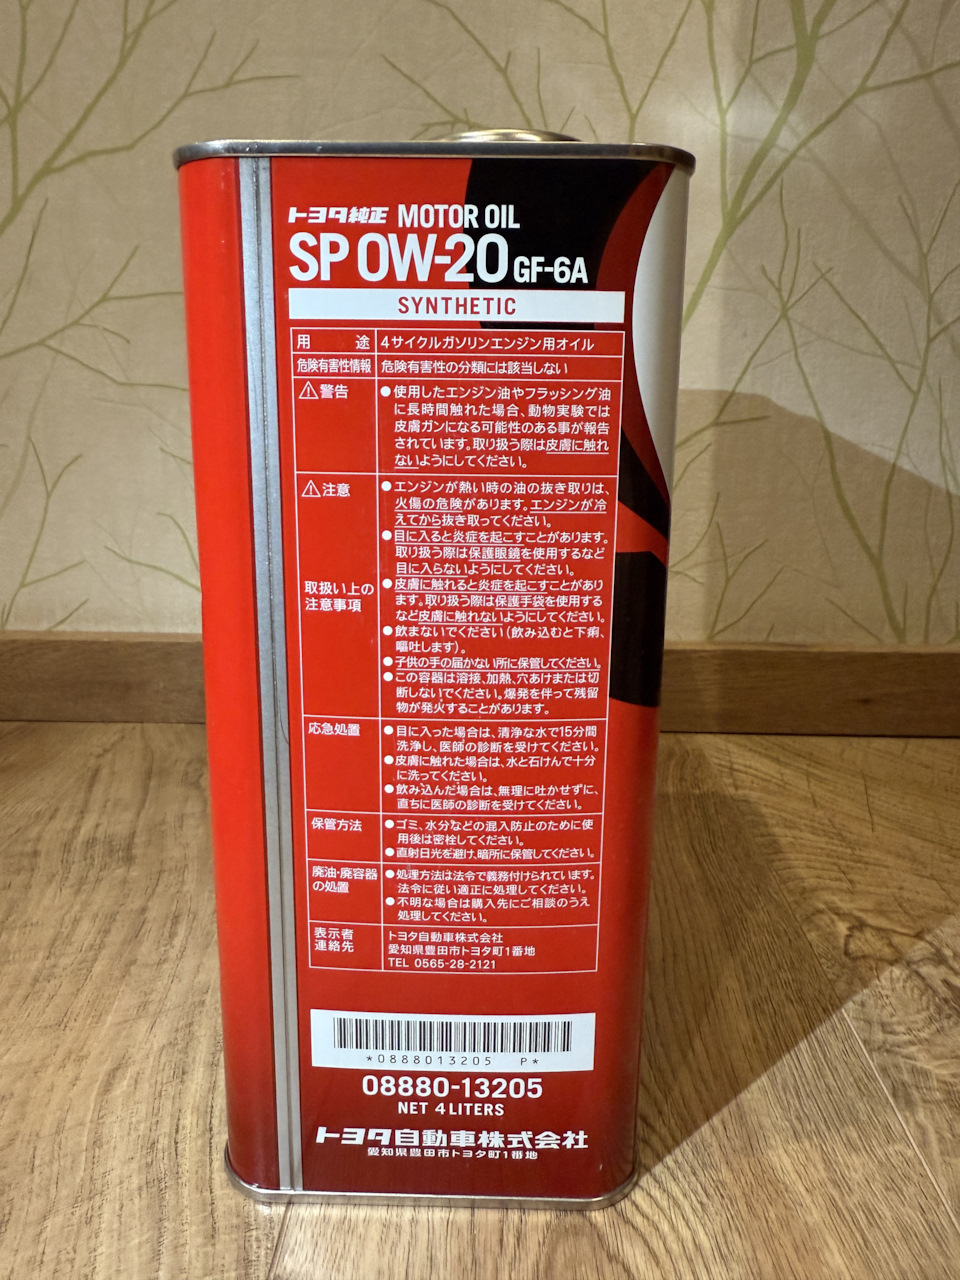 トヨタ純正 MOTOR OIL
SP 0W-20 GF-6A
SYNTHETIC
用途 4サイクルガソリンエンジン用オイル
危険有害性情報 危険有害性の分類には該当しない
⚠警告 ●使用したエンジン油やフラッシング油
に長時間触れた場合、動物実験では
皮膚ガンになる可能性のある事が報告
されています。取り扱う際は皮膚に触れ
ないようにしてください。
⚠注意 ●エンジンが熱い時の油の抜き取りは、
火傷の危険があります。エンジンが冷
えてから抜き取ってください。
●目に入ると炎症を起こすことがあります。
取り扱う際は保護眼鏡を使用するなど
目に入らないようにしてください。
取扱い上の
注意事項
●皮膚に触れると炎症を起こすことがあり
ます。取り扱う際は保護手袋を使用する
など皮膚に触れないようにしてください。
●飲まないでください(飲み込むと下痢、
嘔吐します)。
●子供の手の届かない所に保管してください。
●この容器は溶接、加熱、穴あけまたは切
断しないでください。爆発を伴って残留
物が発火することがあります。
応急処置 ●目に入った場合は、清浄な水で15分間
洗浄し、医師の診断を受けてください。
●皮膚に触れた場合は、水と石けんで十分
に洗ってください。
●飲み込んだ場合は、無理に吐かせずに、
直ちに医師の診断を受けてください。
保管方法 ●ゴミ、水分などの混入防止のために使
用後は密栓してください。
●直射日光を避け、暗所に保管してください。
廃油・廃容器
の処置
●処理方法は法令で義務付けられています。
法令に従い適正に処理してください。
●不明な場合は購入先にご相談のうえ
処理してください。
表示者
連絡先
トヨタ自動車株式会社
愛知県豊田市トヨタ町1番地
TEL 0565-28-2121
*0888013205 P*
08880-13205
NET 4 LITERS
トヨタ自動車株式会社
愛知県豊田市トヨタ町1番地